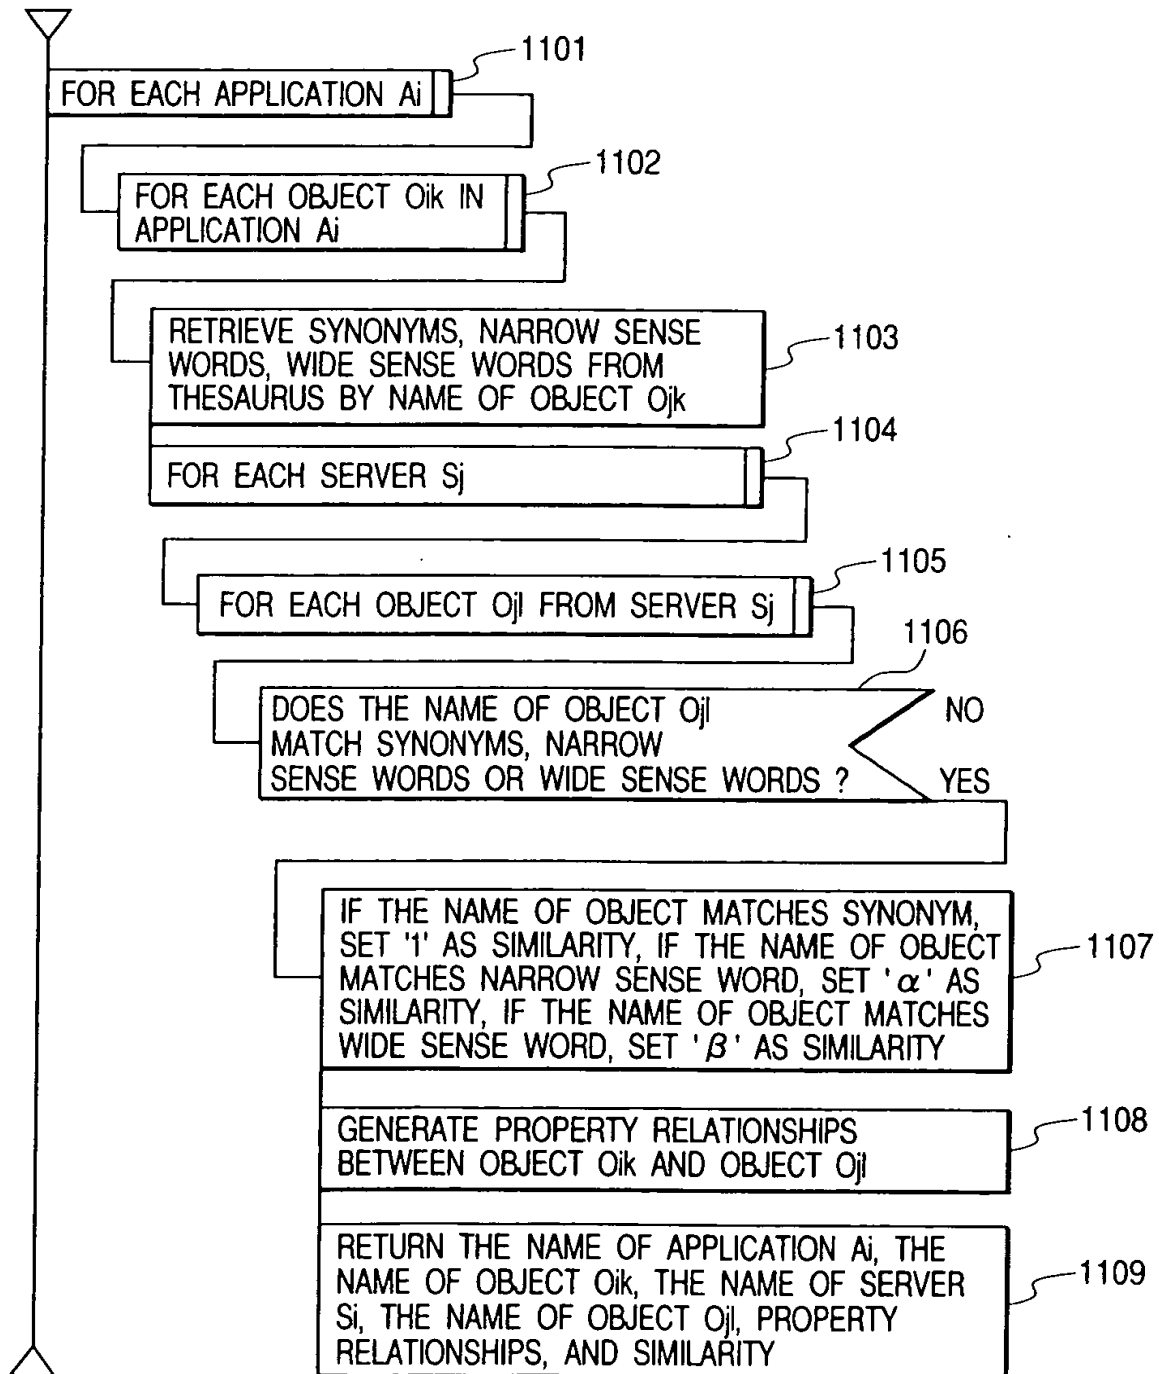 1101
FOR EACH APPLICATION Ai
1102
FOR EACH OBJECT Oik IN
APPLICATION Ai
RETRIEVE SYNONYMS, NARROW SENSE
WORDS, WIDE SENSE WORDS FROM
THESAURUS BY NAME OF OBJECT Ojk
1103
1104
FOR EACH SERVER Sj
1105
FOR EACH OBJECT Ojl FROM SERVER Sj
1106
DOES THE NAME OF OBJECT Ojl
MATCH SYNONYMS, NARROW
SENSE WORDS OR WIDE SENSE WORDS ?
NO
YES
IF THE NAME OF OBJECT MATCHES SYNONYM,
SET '1' AS SIMILARITY, IF THE NAME OF OBJECT
MATCHES NARROW SENSE WORD, SET 'α' AS
SIMILARITY, IF THE NAME OF OBJECT MATCHES
WIDE SENSE WORD, SET 'β' AS SIMILARITY
1107
GENERATE PROPERTY RELATIONSHIPS
BETWEEN OBJECT Oik AND OBJECT Ojl
1108
RETURN THE NAME OF APPLICATION Ai, THE
NAME OF OBJECT Oik, THE NAME OF SERVER
Si, THE NAME OF OBJECT Ojl, PROPERTY
RELATIONSHIPS, AND SIMILARITY
1109